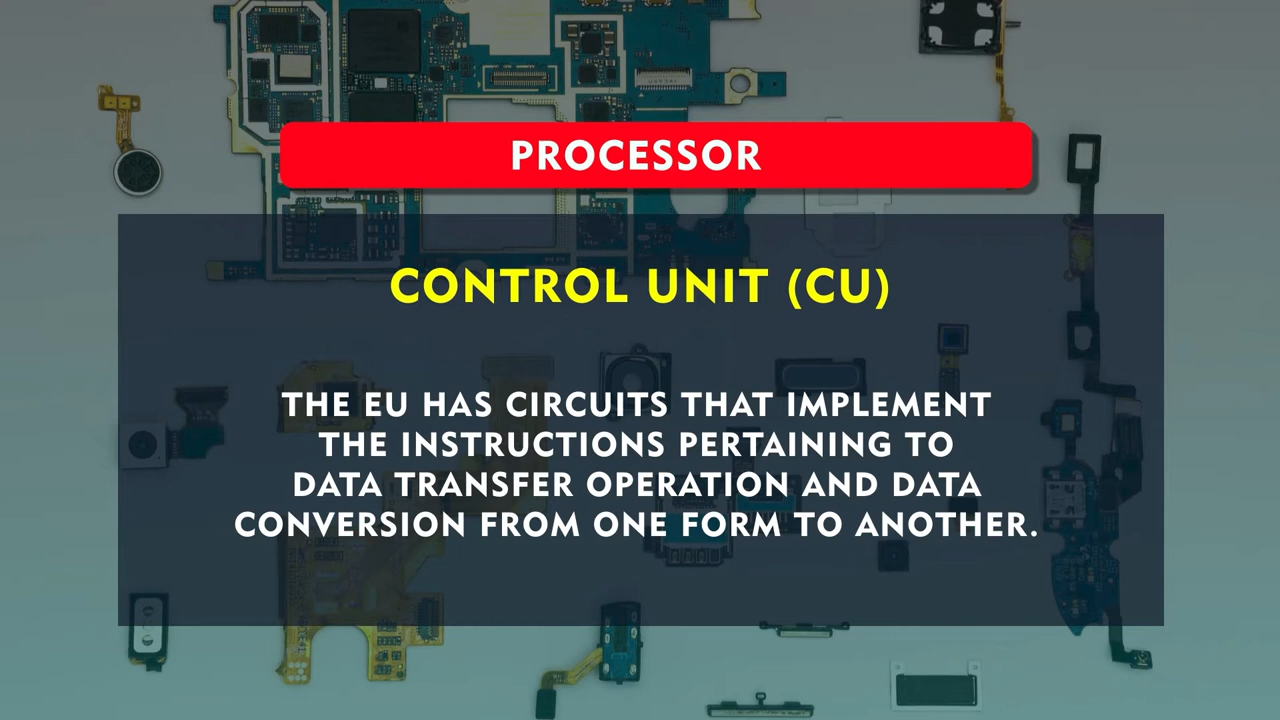 PROCESSOR
CONTROL UNIT (CU)
THE EU HAS CIRCUITS THAT IMPLEMENT
THE INSTRUCTIONS PERTAINING TO
DATA TRANSFER OPERATION AND DATA
CONVERSION FROM ONE FORM TO ANOTHER.